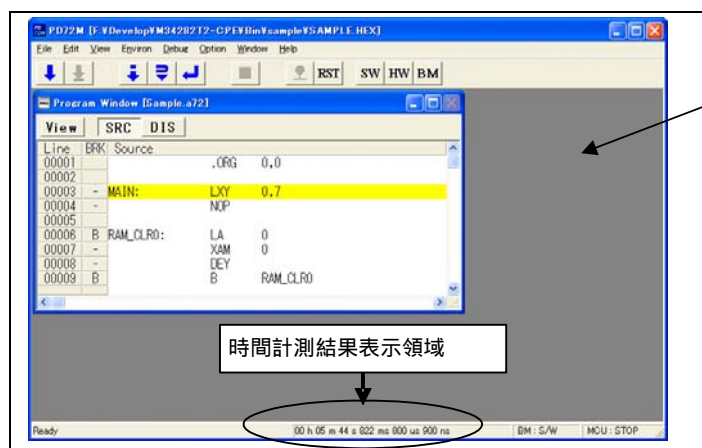 PD72M [F:¥Develop¥M34282T2-CPE¥Bin¥sample¥SAMPLE.HEX]
File Edit View Environ Debug Option Window Help
RST SW HW BM
Program Window [Sample.a72]
View SRC DIS
Line BRK Source
00001 .ORG 0,0
00002
00003 - MAIN: LXY 0,7
00004 - NOP
00005
00006 B RAM_CLR0: LA 0
00007 - XAM 0
00008 - DEY
00009 B B RAM_CLR0
時間計測結果表示領域
Ready 00 h 05 m 44 s 822 ms 800 us 900 ns BM : S/W MCU : STOP